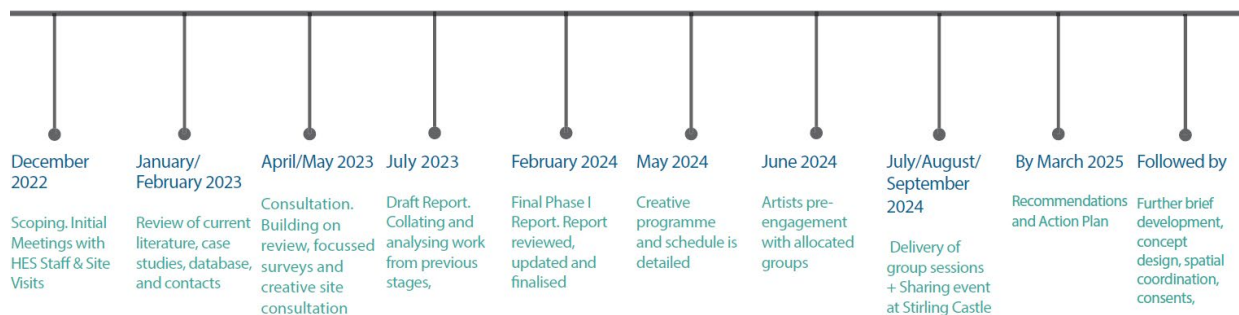 December
2022
Scoping. Initial
Meetings with
HES Staff & Site
Visits
January/
February 2023
Review of current
literature, case
studies, database,
and contacts
April/May 2023
Consultation.
Building on
review, focussed
surveys and
creative site
consultation
July 2023
Draft Report.
Collating and
analysing work
from previous
stages,
February 2024
Final Phase I
Report. Report
reviewed,
updated and
finalised
May 2024
Creative
programme
and schedule is
detailed
June 2024
Artists pre-
engagement
with allocated
groups
July/August/
September
2024
Delivery of
group sessions
+ Sharing event
at Stirling Castle
By March 2025
Recommendations
and Action Plan
Followed by
Further brief
development,
concept
design, spatial
coordination,
consents,